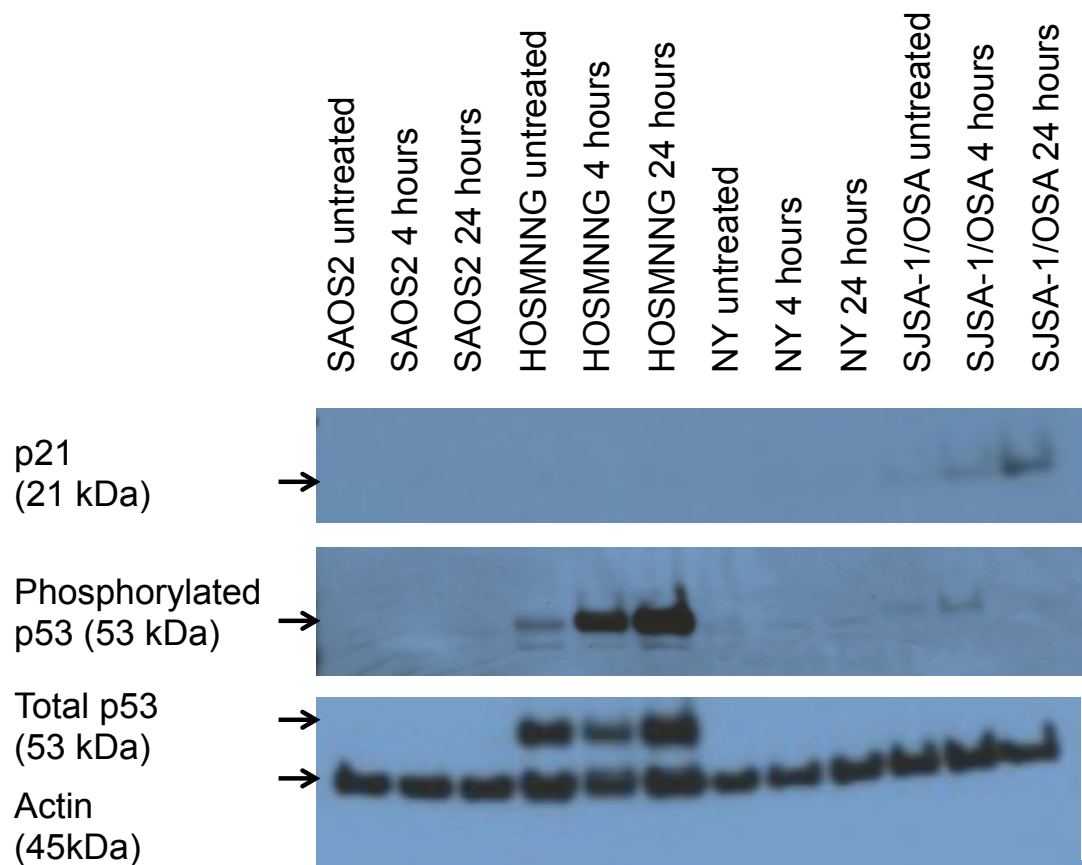 SAOS2 untreated
SAOS2 4 hours
SAOS2 24 hours
HOSMNNG untreated
HOSMNNG 4 hours
HOSMNNG 24 hours
NY untreated
NY 4 hours
NY 24 hours
SJSA-1/OSA untreated
SJSA-1/OSA 4 hours
SJSA-1/OSA 24 hours
p21
(21 kDa)
Phosphorylated
p53 (53 kDa)
Total p53
(53 kDa)
Actin
(45kDa)